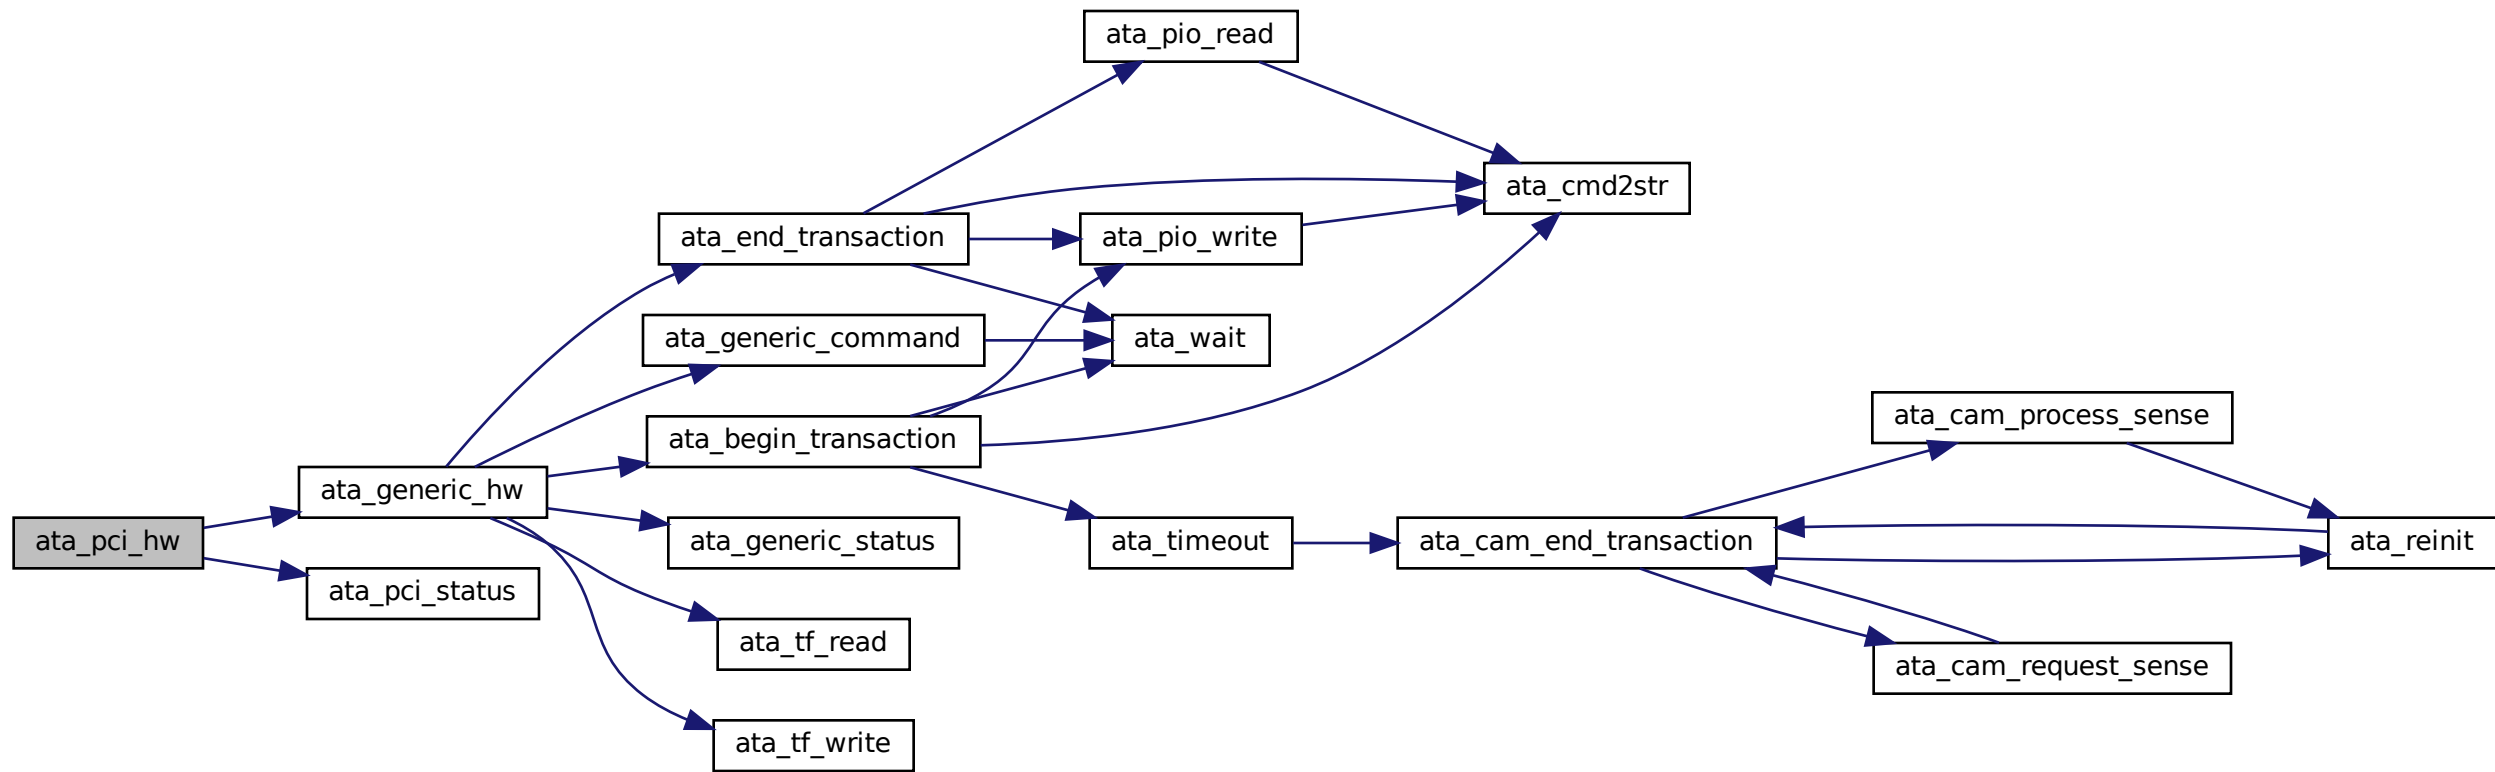 ata_pio_read
ata_cmd2str
ata_end_transaction
ata_pio_write
ata_generic_command
ata_wait
ata_cam_process_sense
ata_begin_transaction
ata_generic_hw
ata_pci_hw
ata_generic_status
ata_timeout
ata_cam_end_transaction
ata_reinit
ata_pci_status
ata_tf_read
ata_cam_request_sense
ata_tf_write